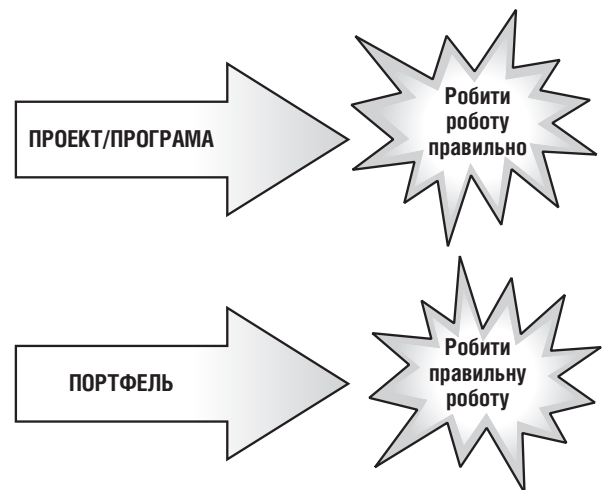 ПРОЕКТ/ПРОГРАМА
Робити
роботу
правильно
ПОРТФЕЛЬ
Робити
правильну
роботу